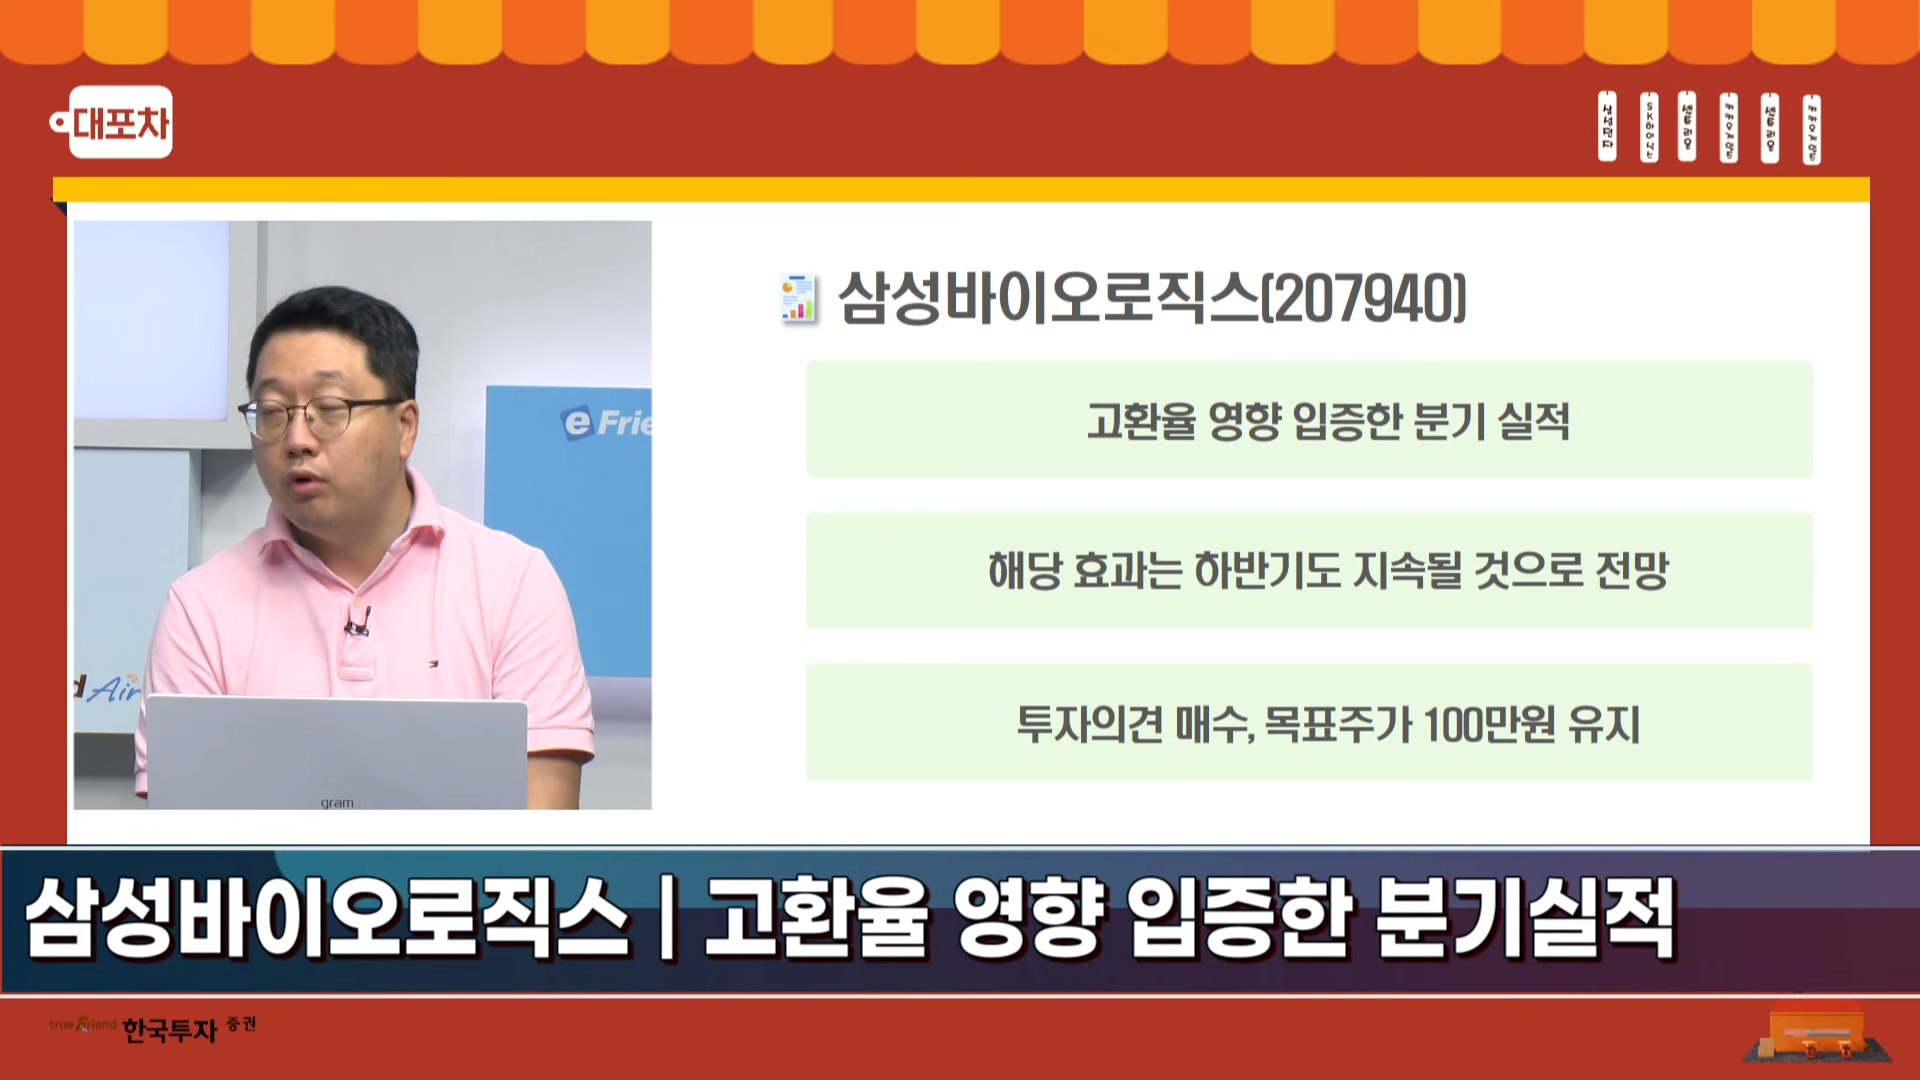 대포차
삼성바이오로직스(207940)
고환율 영향 입증한 분기 실적
해당 효과는 하반기도 지속될 것으로 전망
투자의견 매수, 목표주가 100만원 유지
e Frie
d Air
gram
삼성바이오로직스 | 고환율 영향 입증한 분기실적
true friend 한국투자 증권